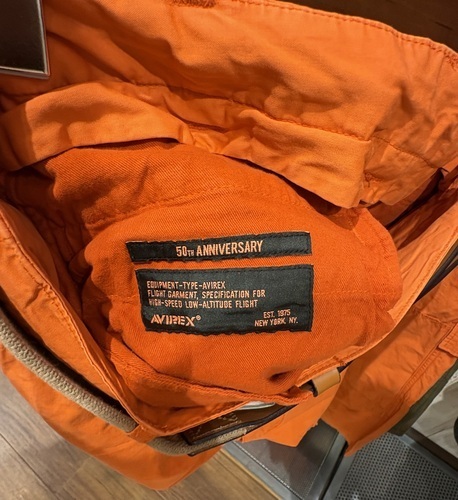 50TH ANNIVERSARY
EQUIPMENT-TYPE-AVIREX
FLIGHT GARMENT, SPECIFICATION FOR
HIGH-SPEED LOW-ALTITUDE FLIGHT
AVIREX®
EST. 1975
NEW YORK. NY.